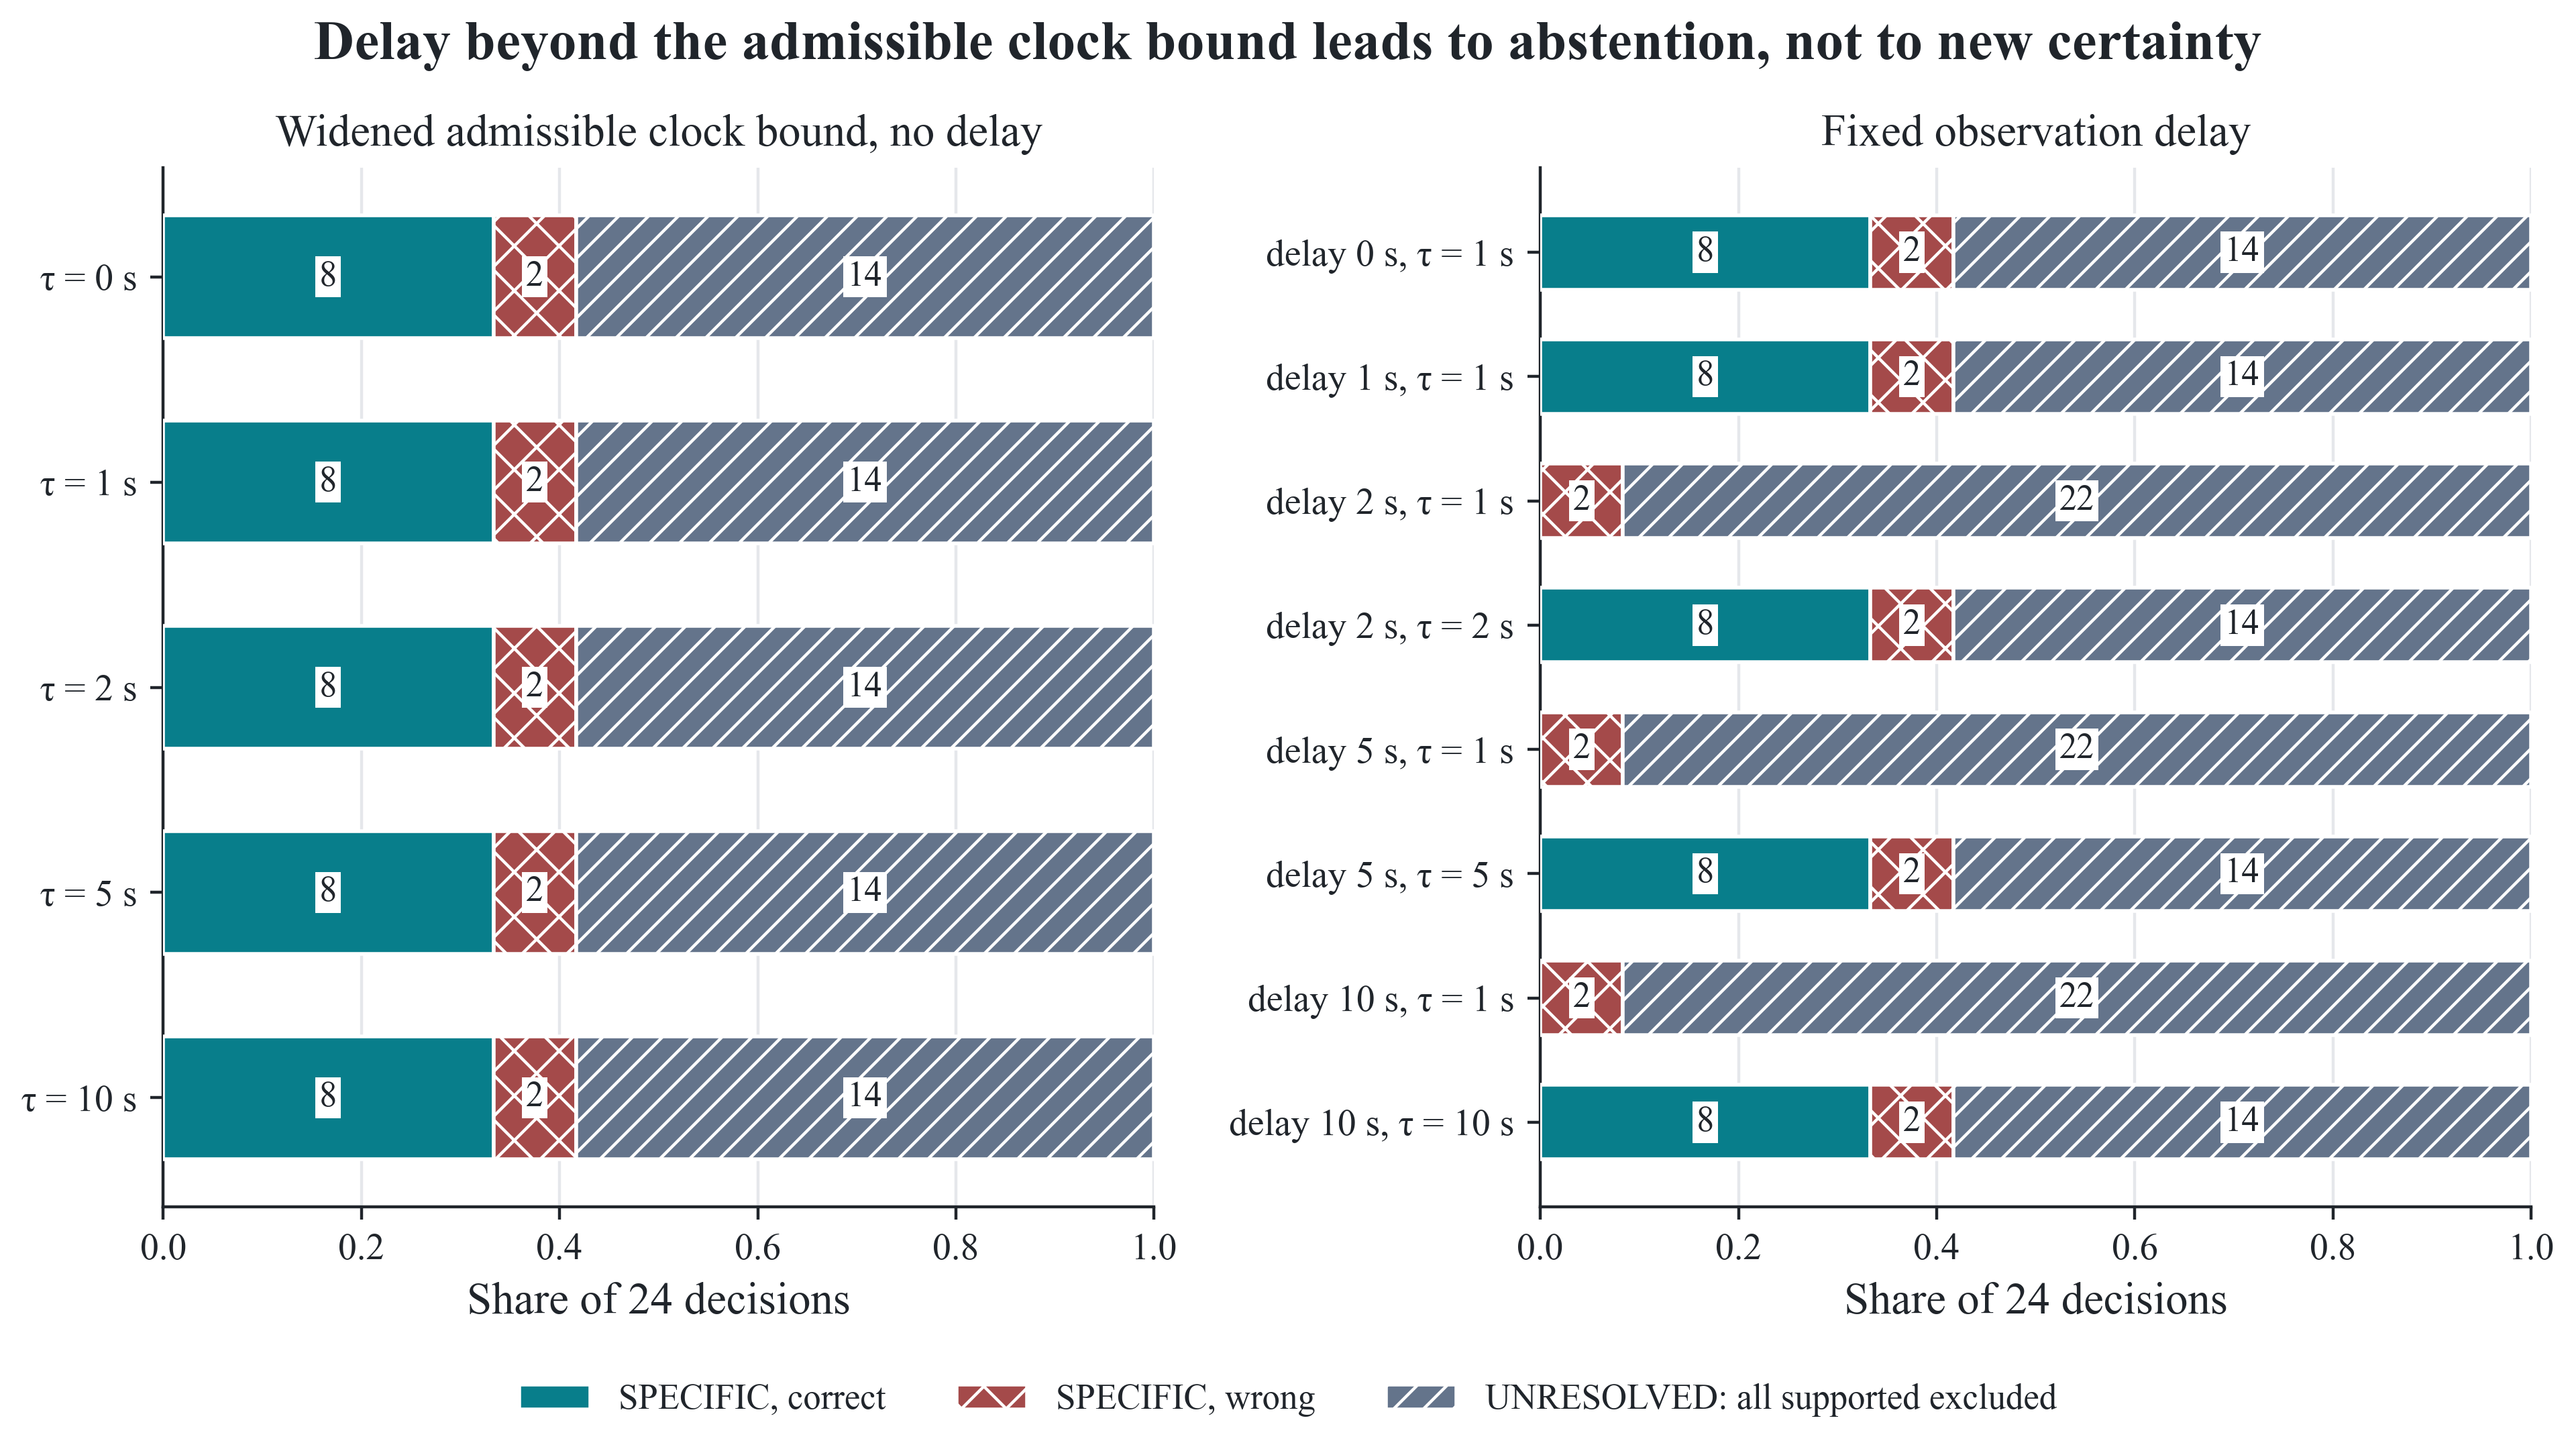 Delay beyond the admissible clock bound leads to abstention, not to new certainty
Widened admissible clock bound, no delay
τ = 0 s
8
2
14
τ = 1 s
8
2
14
τ = 2 s
8
2
14
τ = 5 s
8
2
14
τ = 10 s
8
2
14
0.0 0.2 0.4 0.6 0.8 1.0
Share of 24 decisions
Fixed observation delay
delay 0 s, τ = 1 s
8
2
14
delay 1 s, τ = 1 s
8
2
14
delay 2 s, τ = 1 s
2
22
delay 2 s, τ = 2 s
8
2
14
delay 5 s, τ = 1 s
2
22
delay 5 s, τ = 5 s
8
2
14
delay 10 s, τ = 1 s
2
22
delay 10 s, τ = 10 s
8
2
14
0.0 0.2 0.4 0.6 0.8 1.0
Share of 24 decisions
SPECIFIC, correct
SPECIFIC, wrong
UNRESOLVED: all supported excluded